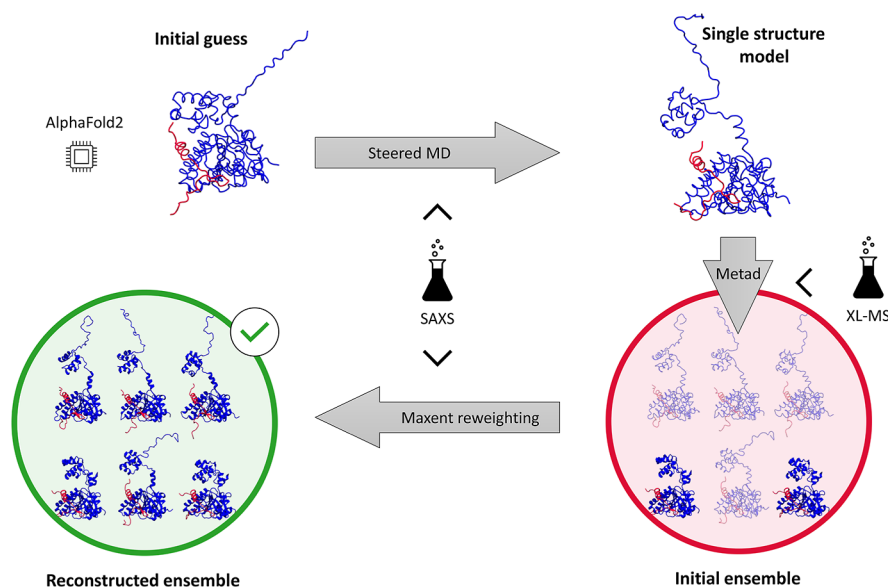 Initial guess
Single structure
model
AlphaFold2
Steered MD
Metad
SAXS
XL-MS
Maxent reweighting
Reconstructed ensemble
Initial ensemble